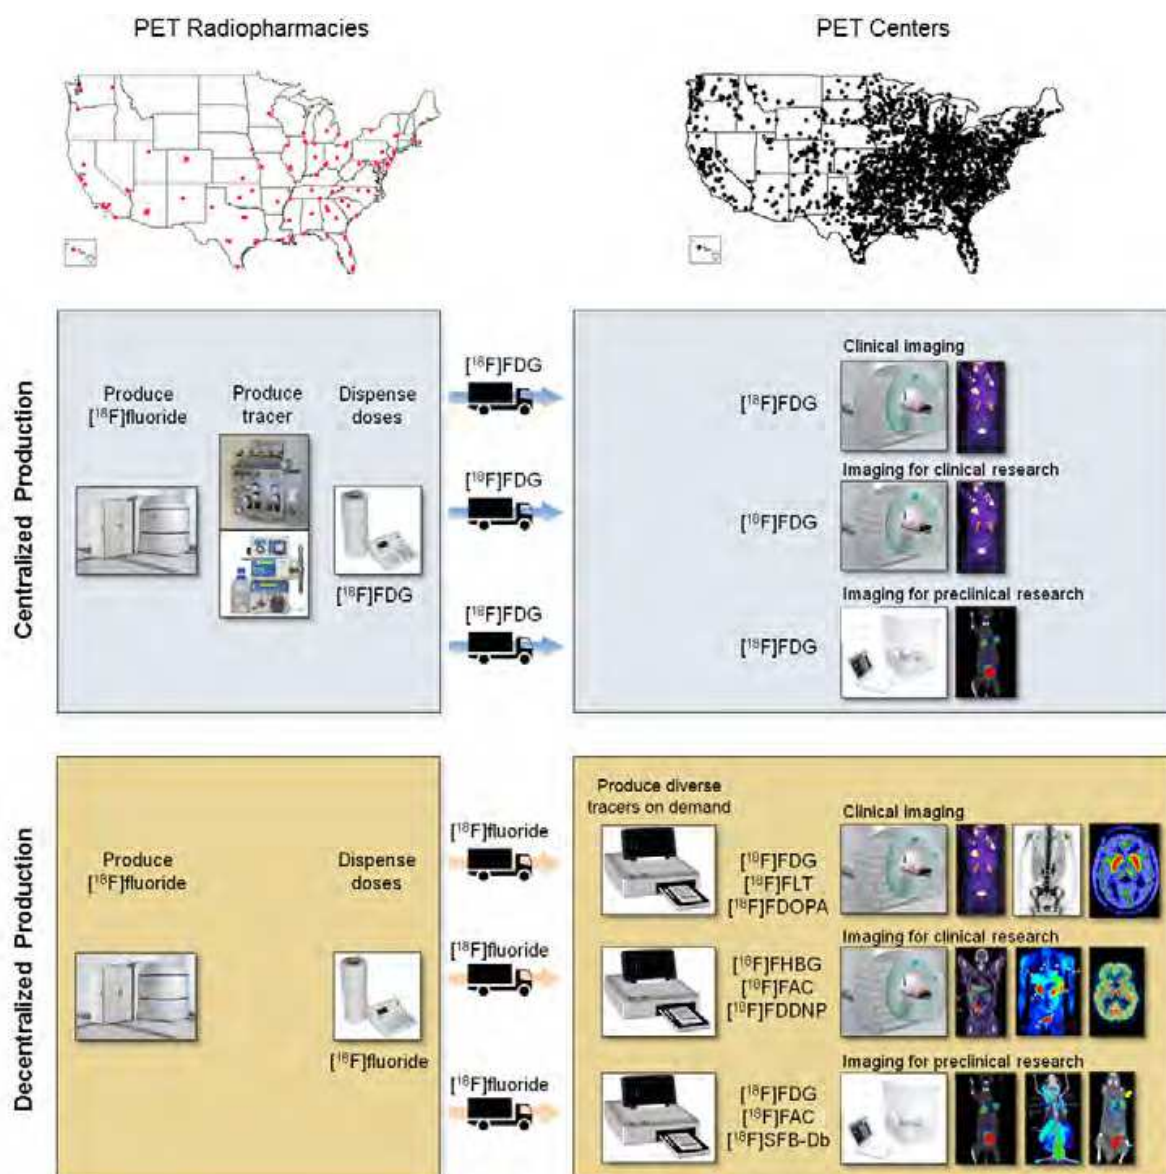 PET Radiopharmacies
PET Centers
Centralized Production
Produce
[¹⁸F]fluoride
Produce
tracer
Dispense
doses
[¹⁸F]FDG
[¹⁸F]FDG
[¹⁸F]FDG
[¹⁸F]FDG
Clinical imaging
[¹⁸F]FDG
Imaging for clinical research
[¹⁸F]FDG
Imaging for preclinical research
[¹⁸F]FDG
Decentralized Production
Produce
[¹⁸F]fluoride
Dispense
doses
[¹⁸F]fluoride
[¹⁸F]fluoride
[¹⁸F]fluoride
[¹⁸F]fluoride
Produce diverse
tracers on demand
Clinical imaging
[¹⁸F]FDG
[¹⁸F]FLT
[¹⁸F]FDOPA
Imaging for clinical research
[¹⁸F]FHBG
[¹⁸F]FAC
[¹⁸F]FDDNP
Imaging for preclinical research
[¹⁸F]FDG
[¹⁸F]FAC
[¹⁸F]SFB-Db